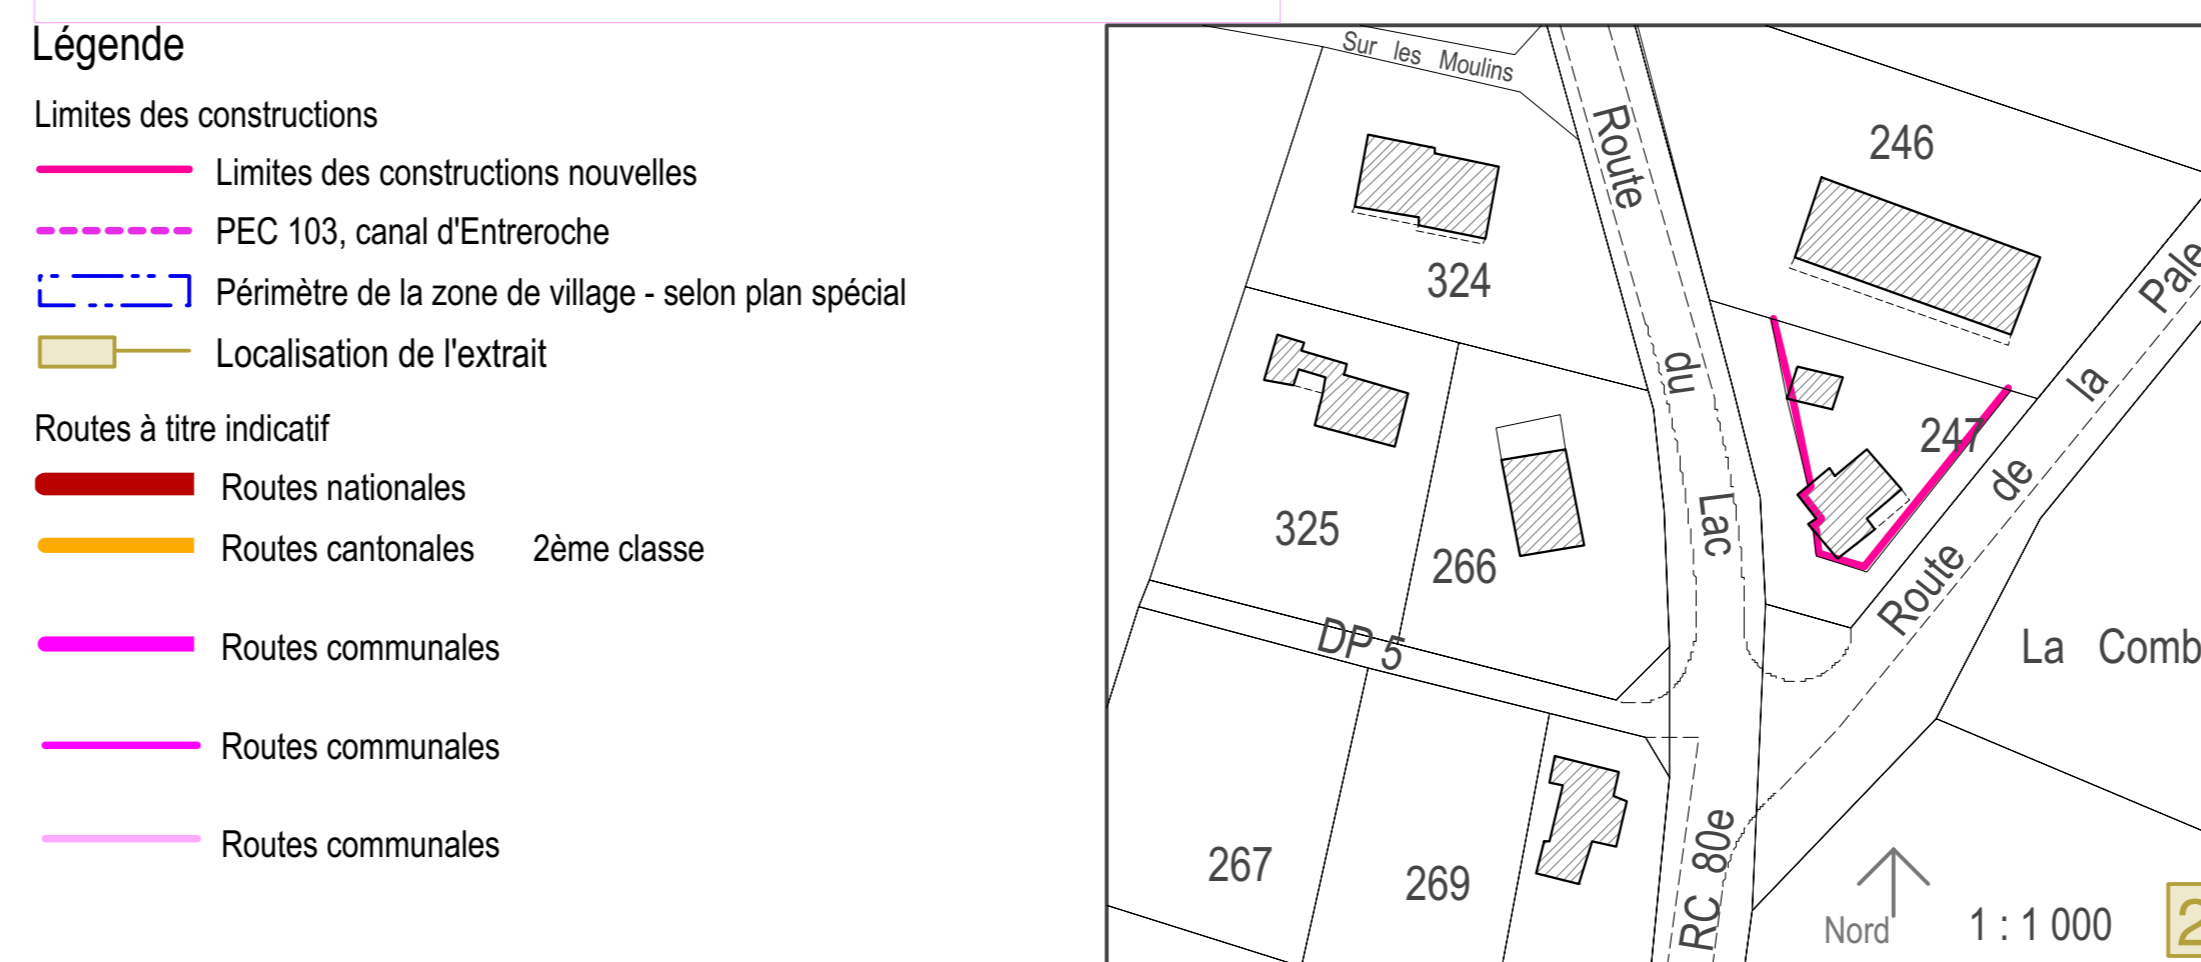 Légende
Limites des constructions
Limites des constructions nouvelles
PEC 103, canal d'Entreroche
Périmètre de la zone de village - selon plan spécial
Localisation de l'extrait
Routes à titre indicatif
Routes nationales
Routes cantonales 2ème classe
Routes communales
Routes communales
Routes communales
Sur les Moulins
Route du Lac
246
324
247
325
266
Route de la Pale
La Comb
DP 5
267
269
RC 80e
Nord
1 : 1 000
2